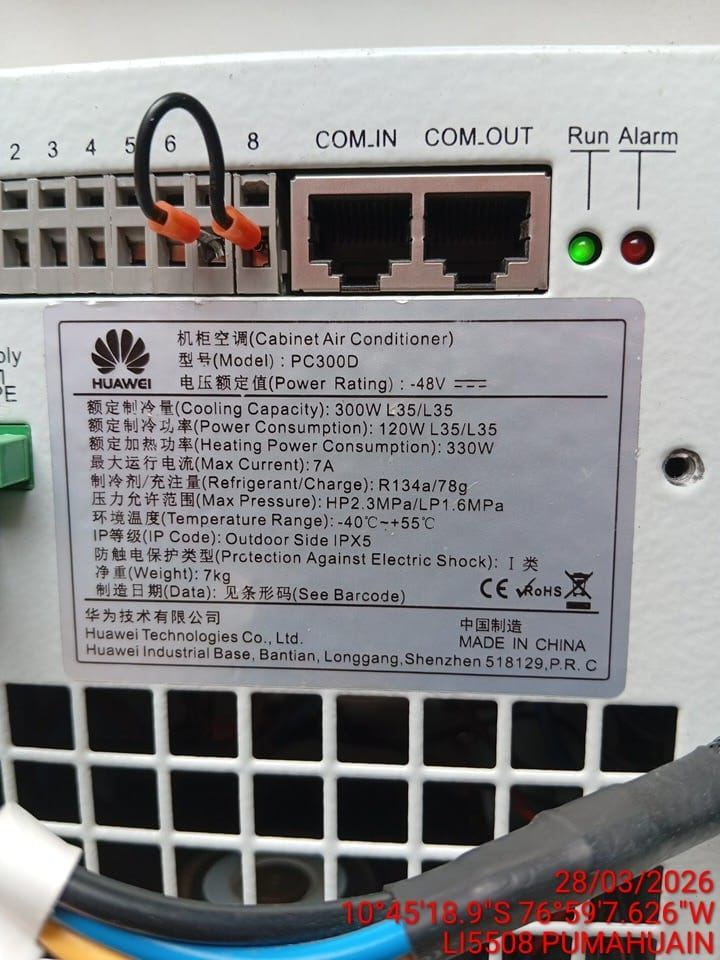 2 3 4 5 6 8 COM_IN COM_OUT Run Alarm
机柜空调(Cabinet Air Conditioner)
型号(Model) : PC300D
电压额定值(Power Rating) : -48V
HUAWEI
额定制冷量(Cooling Capacity): 300W L35/L35
额定制冷功率(Power Consumption): 120W L35/L35
额定加热功率(Heating Power Consumption): 330W
最大运行电流(Max Current): 7A
制冷剂/充注量(Refrigerant/Charge): R134a/78g
压力允许范围(Max Pressure): HP2.3MPa/LP1.6MPa
环境温度(Temperature Range): -40℃~+55℃
IP等级(IP Code): Outdoor Side IPX5
防触电保护类型(Protection Against Electric Shock): I 类
净重(Weight): 7kg
制造日期(Data): 见条形码(See Barcode)
CE RoHS
华为技术有限公司
Huawei Technologies Co., Ltd.
Huawei Industrial Base, Bantian, Longgang,Shenzhen 518129,P.R. C
中国制造
MADE IN CHINA
PE
28/03/2026
10°45'18.9"S 76°59'7.626"W
LI5508 PUMAHUAIN